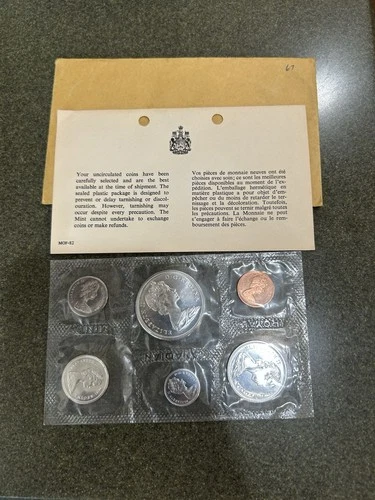 67
Your uncirculated coins have been
carefully selected and are the best
available at the time of shipment. The
sealed plastic package is designed to
prevent or delay tarnishing or discol-
ouration. However, tarnishing may
occur despite every precaution. The
Mint cannot undertake to exchange
coins or make refunds.
Vos pièces de monnaie neuves ont été
choisies avec soin; ce sont les meilleures
pièces disponibles au moment de l'ex-
pédition. L'emballage hermétique en
matière plastique a pour objet d'em-
pêcher ou du moins de retarder le ter-
nissage et la décoloration. Toutefois,
les pièces peuvent se ternir malgré toutes
les précautions. La Monnaie ne peut
s'engager à faire l'échange ou le rem-
boursement des pièces.